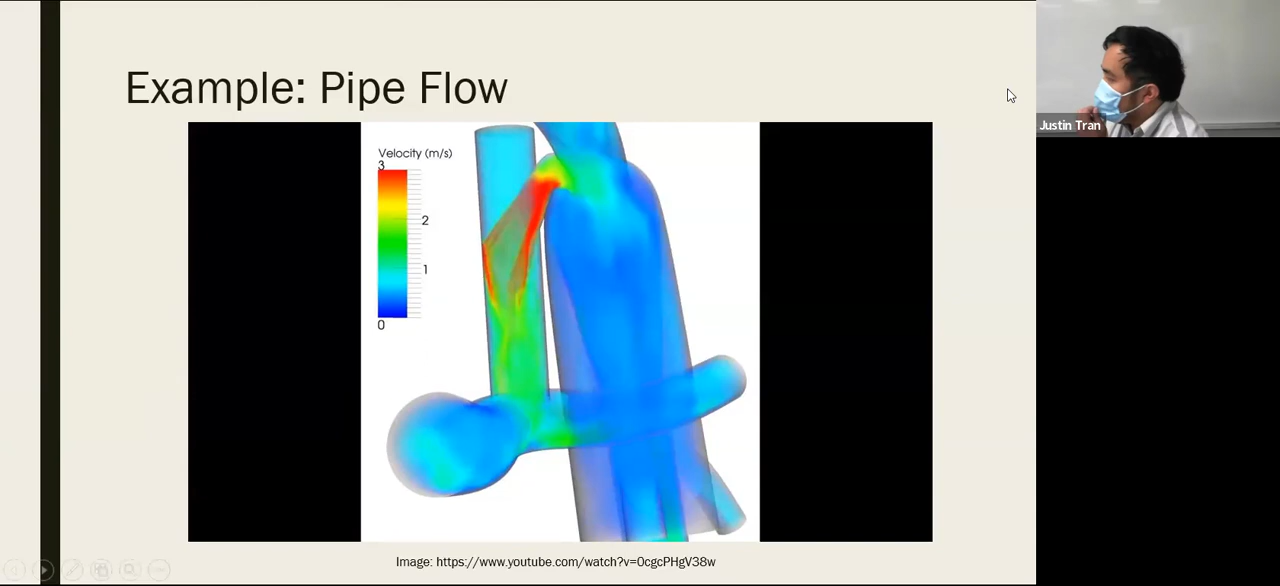 Example: Pipe Flow
Justin Tran
Velocity (m/s)
3
2
1
0
Image: https://www.youtube.com/watch?v=0cgcPHgV38w